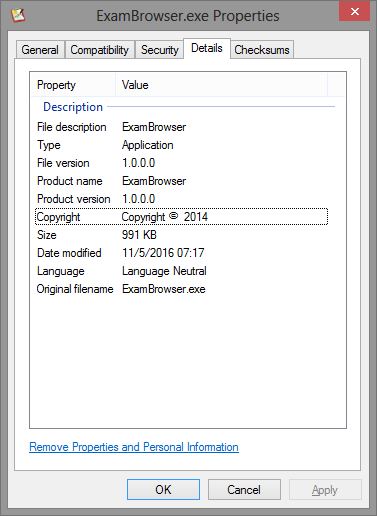 ExamBrowser.exe Properties
General Compatibility Security Details Checksums
Property Value
Description
File description ExamBrowser
Type Application
File version 1.0.0.0
Product name ExamBrowser
Product version 1.0.0.0
Copyright Copyright © 2014
Size 991 KB
Date modified 11/5/2016 07:17
Language Language Neutral
Original filename ExamBrowser.exe
Remove Properties and Personal Information
OK Cancel Apply